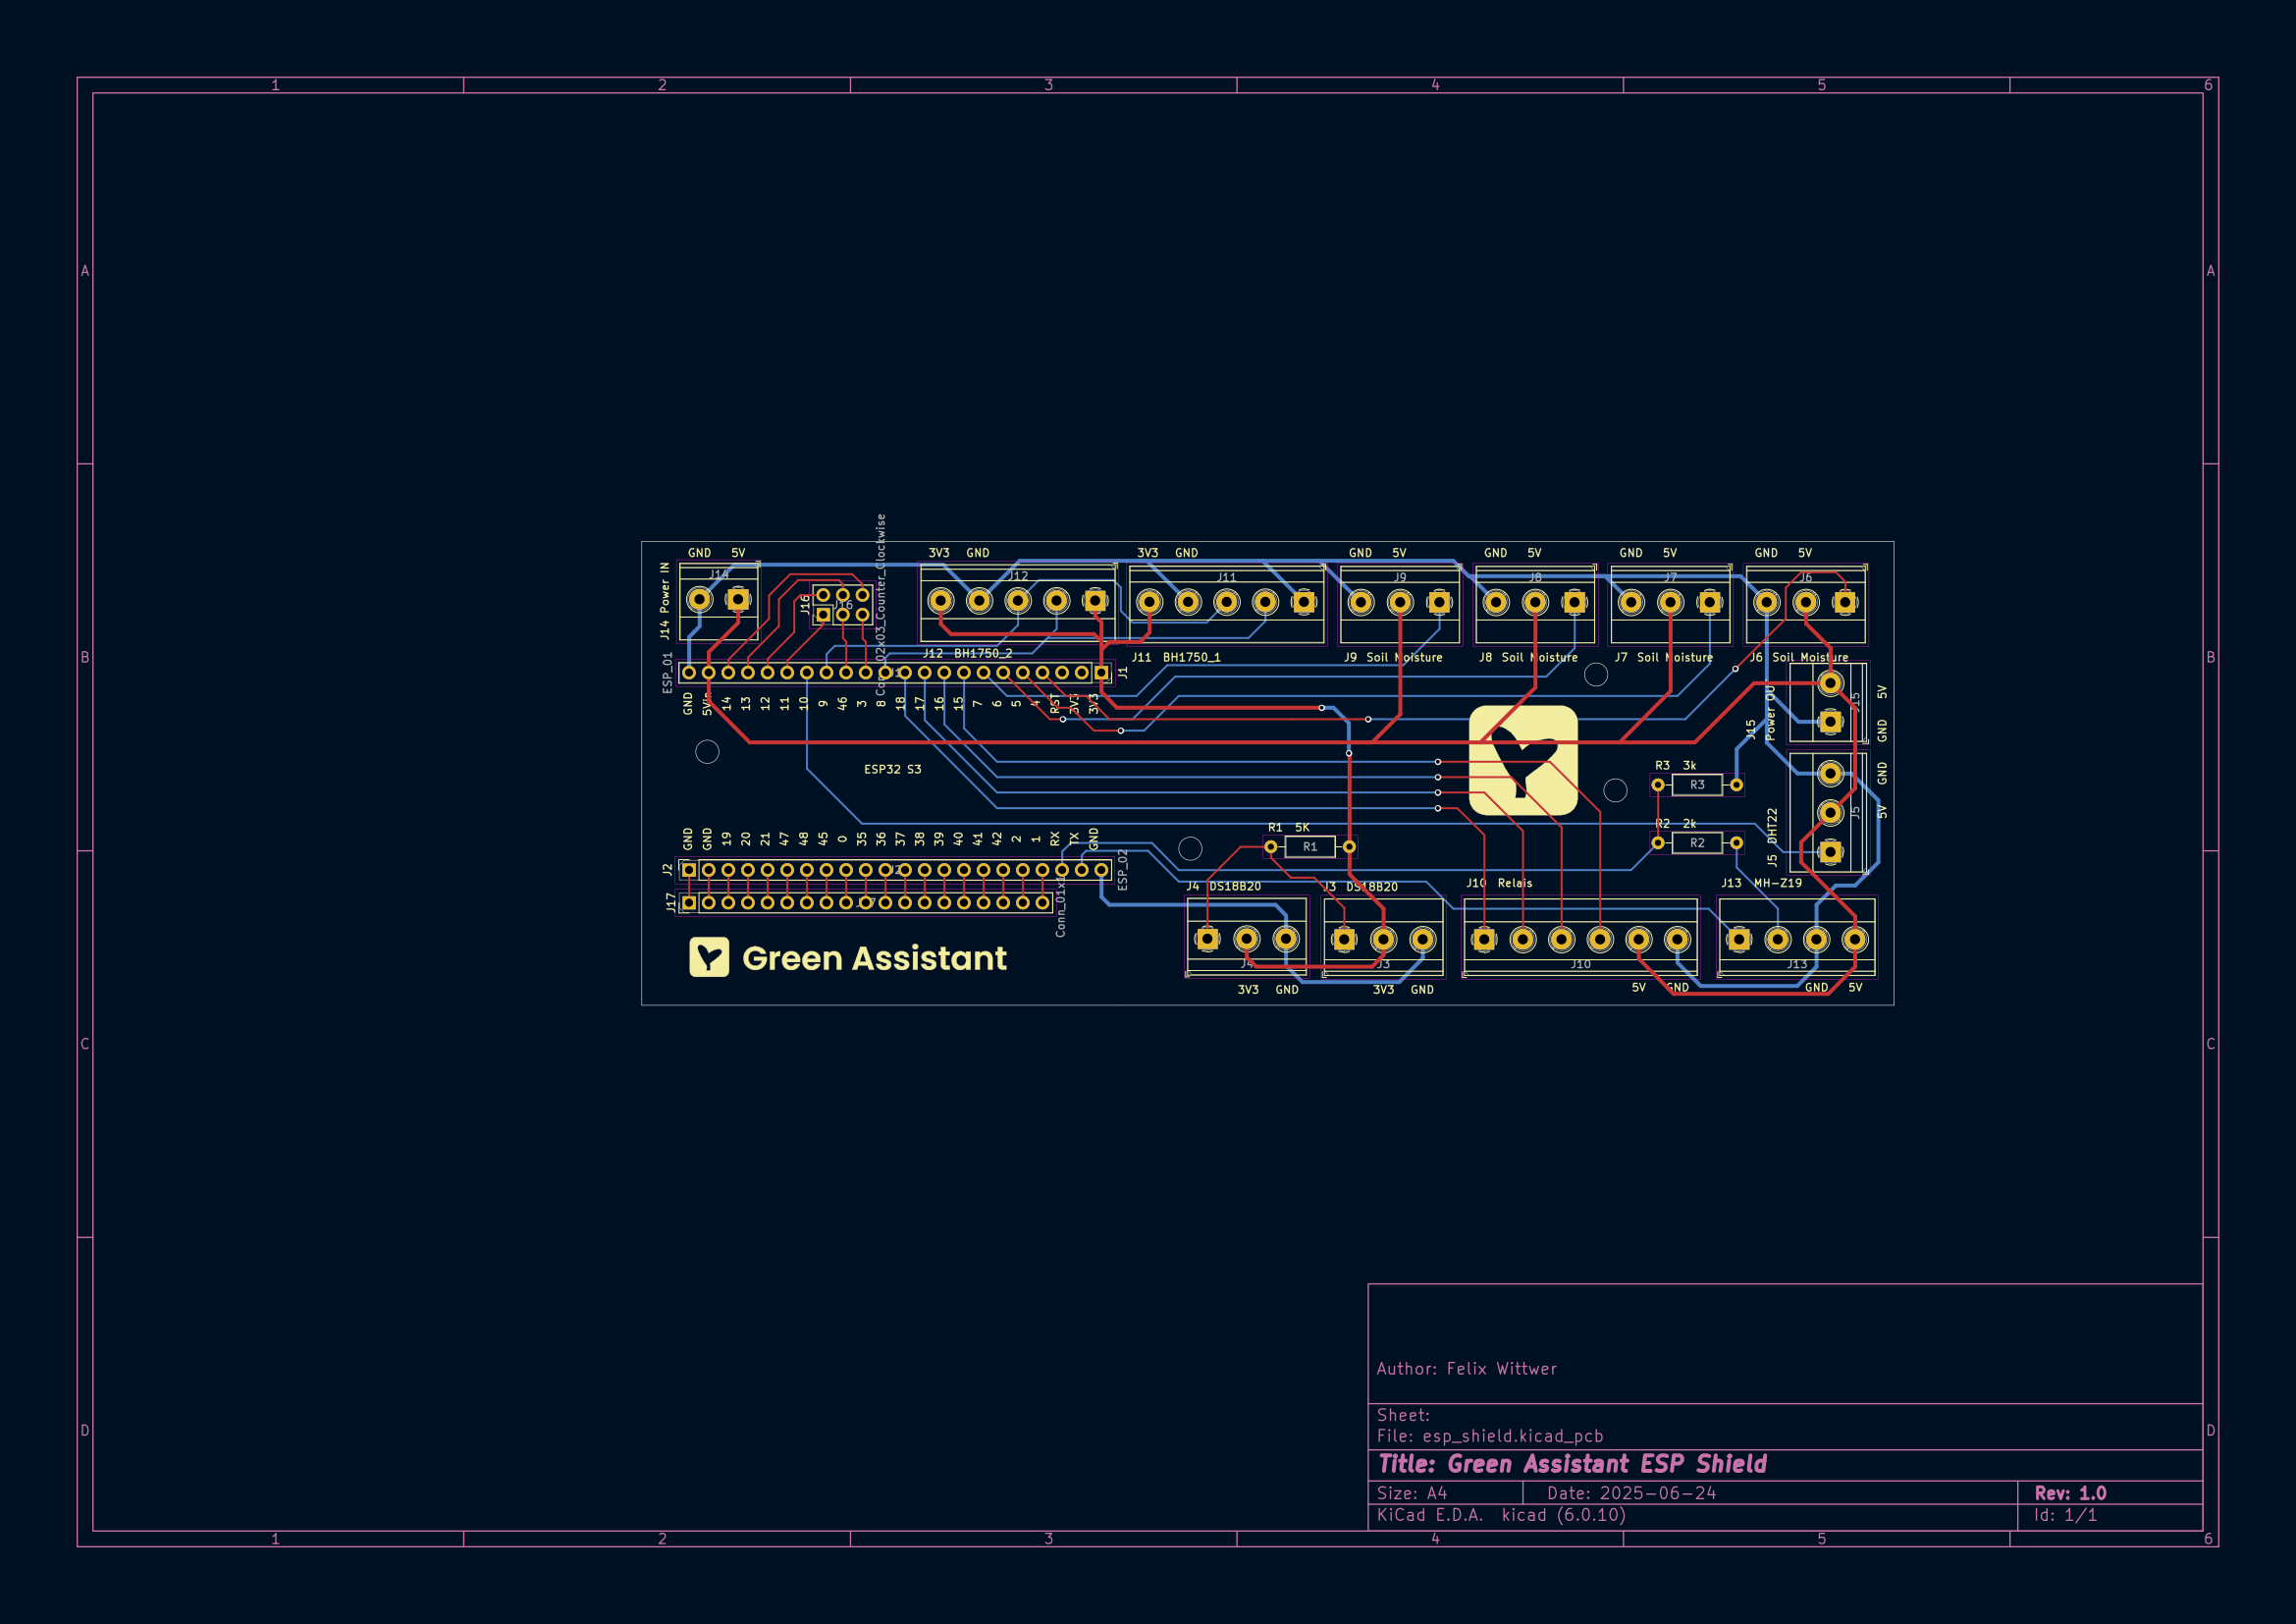 1 2 3 4 5 6
A A
GND 5V 3V3 GND 3V3 GND GND 5V GND 5V GND 5V GND 5V
J14 J12 J11 J9 J8 J7 J6
J14 Power IN
J16
J16
Conn_02x03_Counter_Clockwise
B B
J12 BH1750_2
J11 BH1750_1
J9 Soil Moisture
J8 Soil Moisture
J7 Soil Moisture
J6 Soil Moisture
ESP_01
J1
GND 14 13 12 11 10 9 46 3 8 18 17 16 15 7 6 5 4 RST 3V3 3V3
J15
J15
5V
GND
ESP32 S3
R3 3k
R3
GND
5V
J5 DHT22
J5
R2 2k
R2
R1 5K
R1
GND GND 19 20 21 47 48 45 0 35 36 37 38 39 40 41 42 2 1 RX TX GND
J2
ESP_02
J17
J4 DS18B20
J3 DS18B20
J10 Relais
J13 MH-Z19
Green Assistant
J4 J3 J10 J13
3V3 GND 3V3 GND 5V GND GND 5V
C C
Author: Felix Wittwer
Sheet:
File: esp_shield.kicad_pcb
D D
Title: Green Assistant ESP Shield
Size: A4 Date: 2025-06-24 Rev: 1.0
KiCad E.D.A. kicad (6.0.10) Id: 1/1
1 2 3 4 5 6